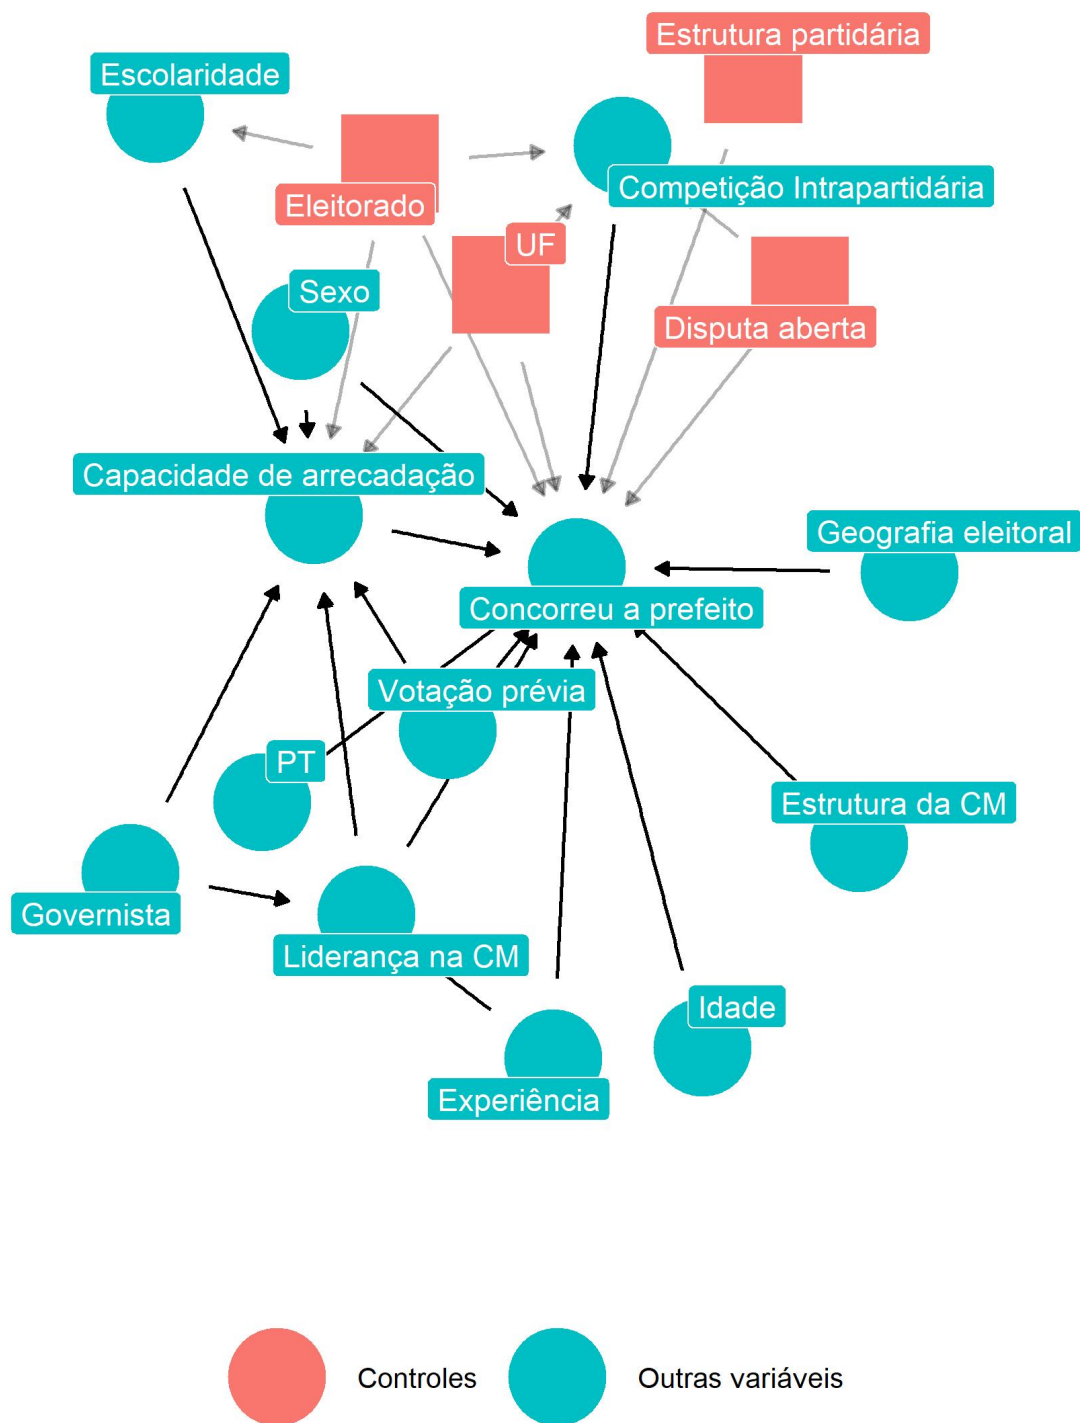 Estrutura partidária
Escolaridade
Competição Intrapartidária
Eleitorado
UF
Sexo
Disputa aberta
Capacidade de arrecadação
Geografia eleitoral
Concorreu a prefeito
Votação prévia
PT
Estrutura da CM
Governista
Liderança na CM
Idade
Experiência
Controles
Outras variáveis